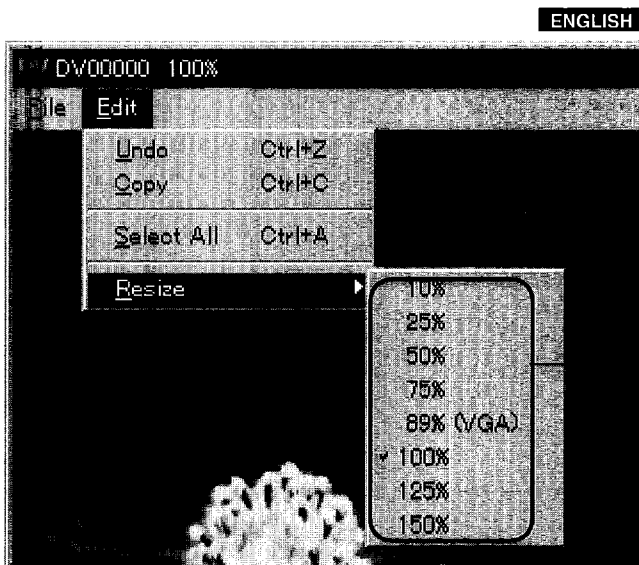 ENGLISH
DV00000 100%
File Edit
Undo Ctrl+Z
Copy Ctrl+C
Select All Ctrl+A
Resize
10%
25%
50%
75%
89% (VGA)
100%
125%
150%